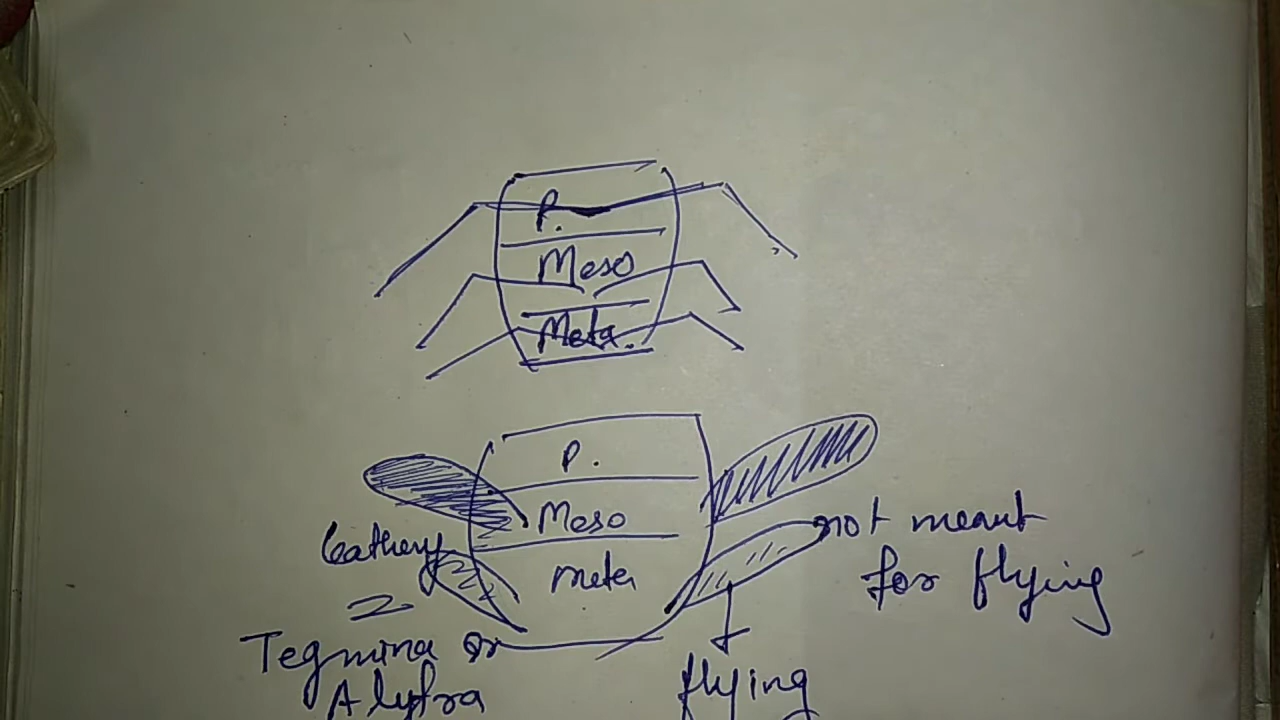 P.
Meso
Meta.
P.
Meso
meta
leathery
not meant
for flying
Tegmina or
Alytra
flying